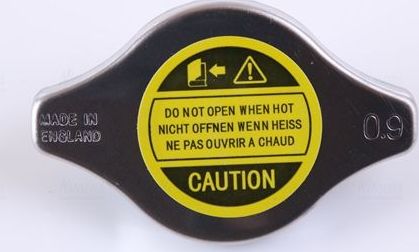 MADE IN
ENGLAND
DO NOT OPEN WHEN HOT
NICHT OFFNEN WENN HEISS
NE PAS OUVRIR A CHAUD
CAUTION
0.9